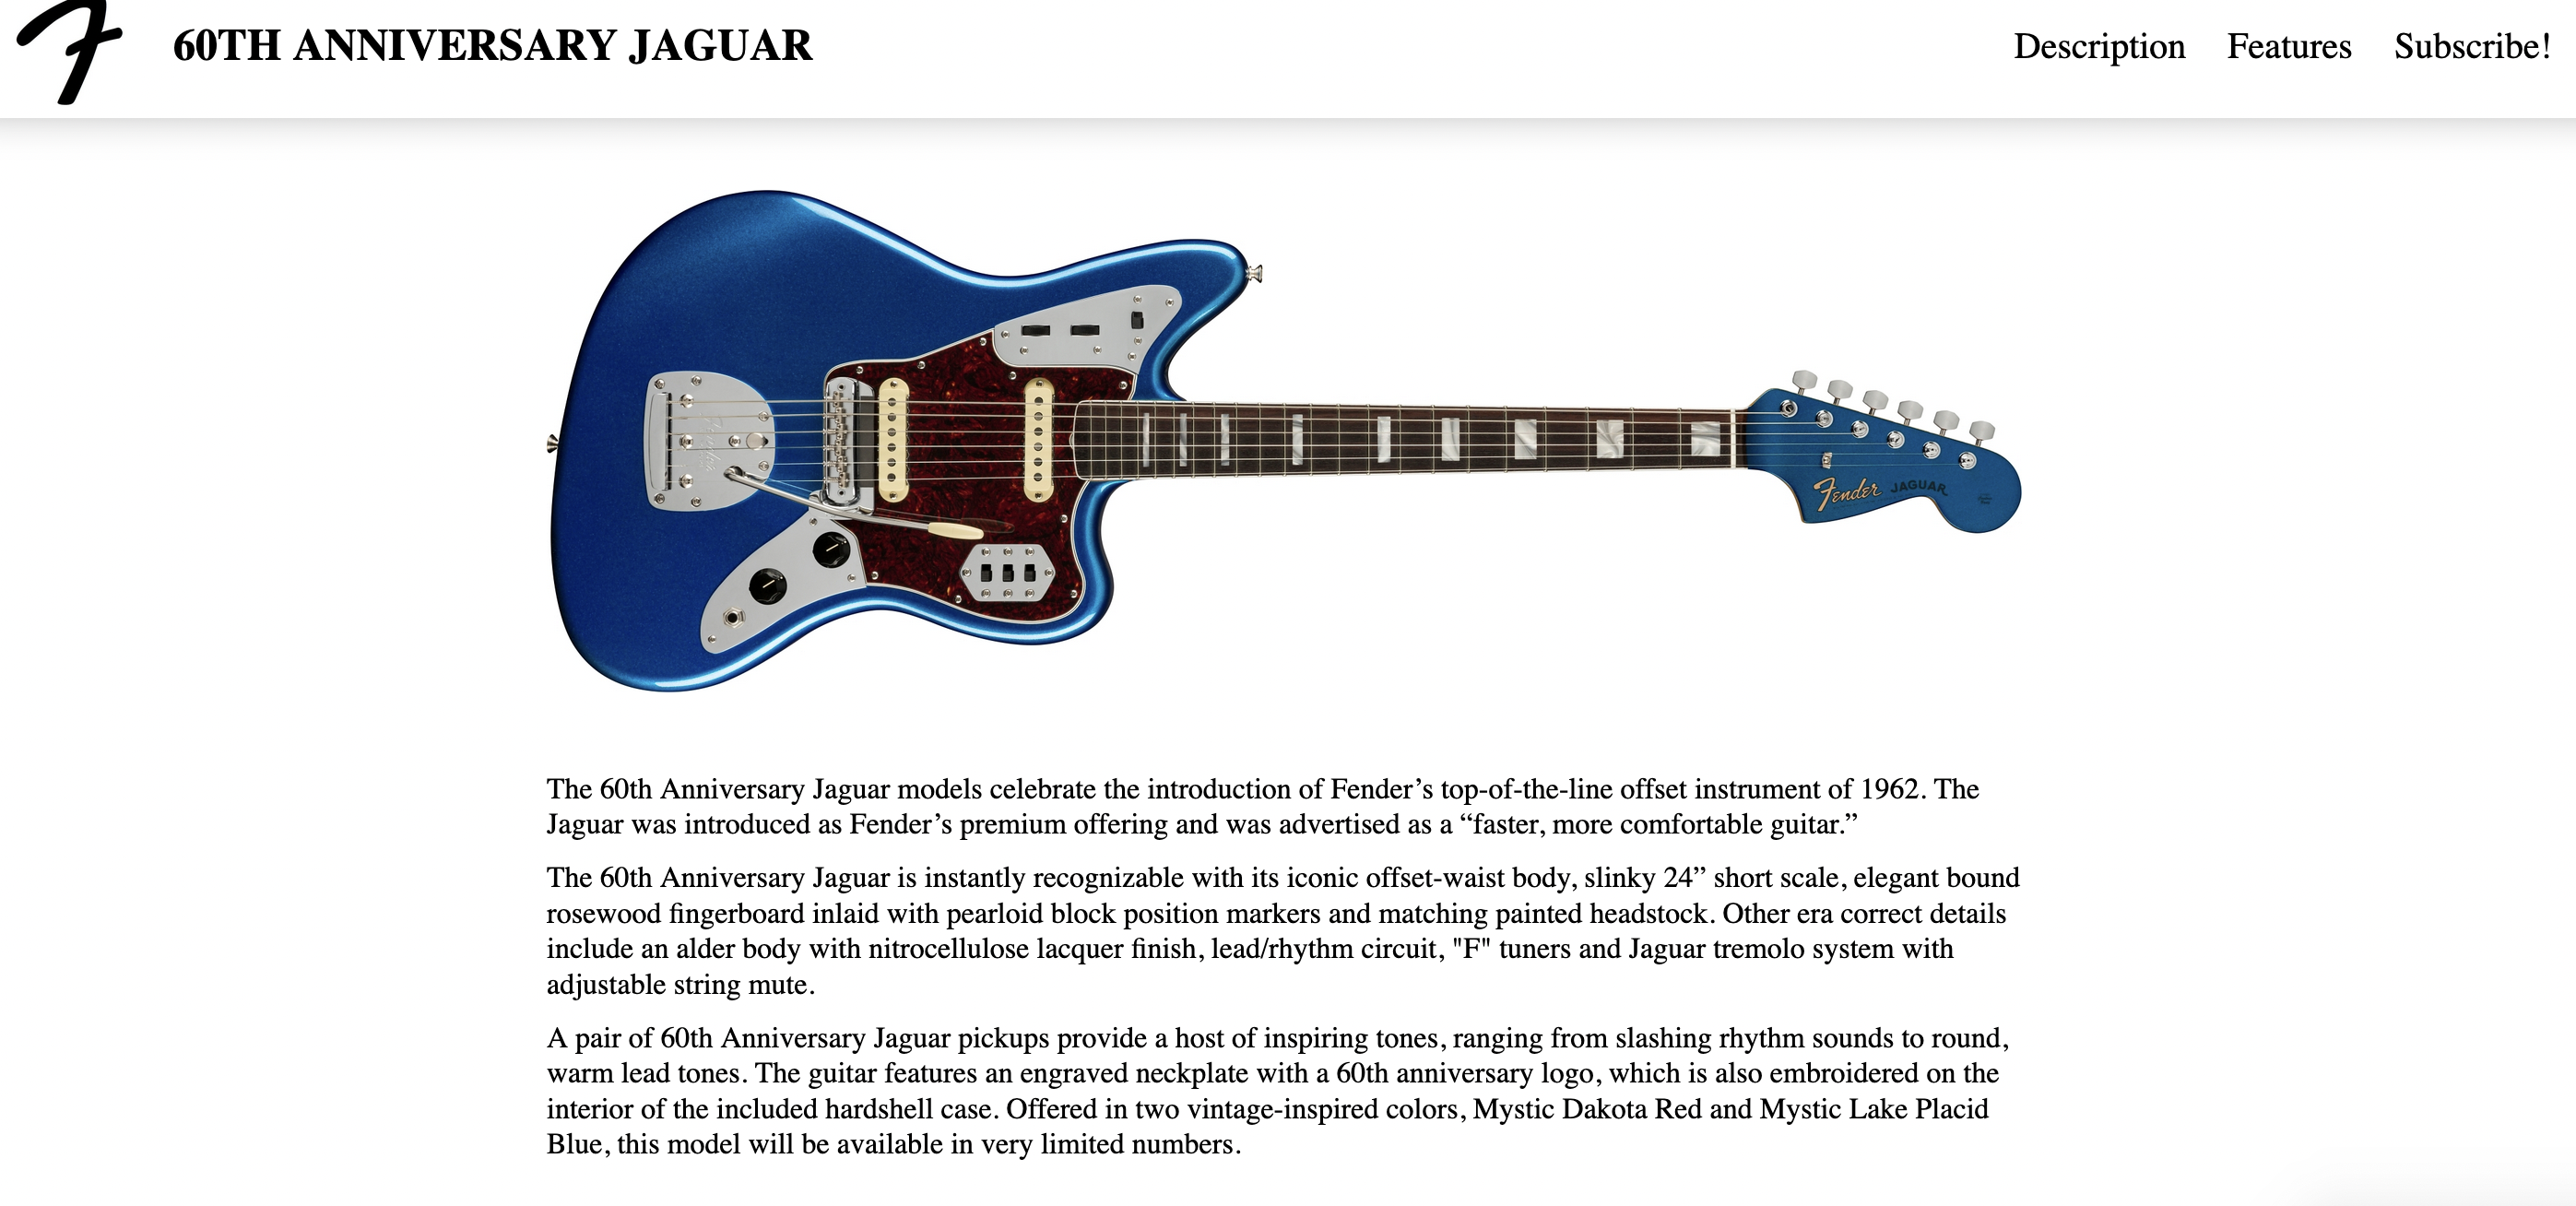 60TH ANNIVERSARY JAGUAR
Description Features Subscribe!
Fender JAGUAR
The 60th Anniversary Jaguar models celebrate the introduction of Fender’s top-of-the-line offset instrument of 1962. The
Jaguar was introduced as Fender’s premium offering and was advertised as a “faster, more comfortable guitar.”
The 60th Anniversary Jaguar is instantly recognizable with its iconic offset-waist body, slinky 24” short scale, elegant bound
rosewood fingerboard inlaid with pearloid block position markers and matching painted headstock. Other era correct details
include an alder body with nitrocellulose lacquer finish, lead/rhythm circuit, "F" tuners and Jaguar tremolo system with
adjustable string mute.
A pair of 60th Anniversary Jaguar pickups provide a host of inspiring tones, ranging from slashing rhythm sounds to round,
warm lead tones. The guitar features an engraved neckplate with a 60th anniversary logo, which is also embroidered on the
interior of the included hardshell case. Offered in two vintage-inspired colors, Mystic Dakota Red and Mystic Lake Placid
Blue, this model will be available in very limited numbers.